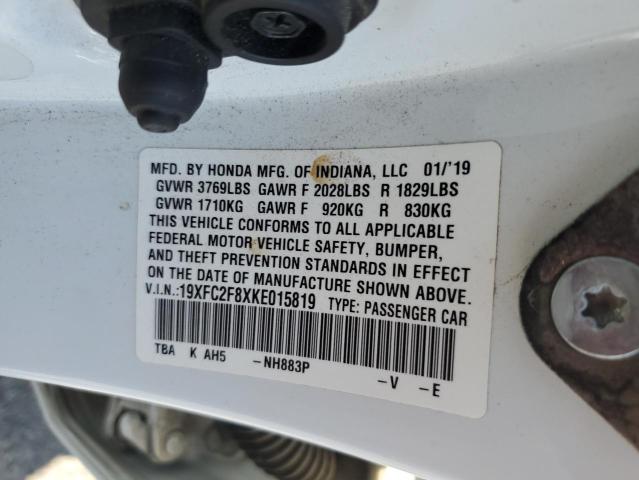 MFD. BY HONDA MFG. OF INDIANA, LLC 01/'19
GVWR 3769LBS GAWR F 2028LBS R 1829LBS
GVWR 1710KG GAWR F 920KG R 830KG
THIS VEHICLE CONFORMS TO ALL APPLICABLE
FEDERAL MOTOR VEHICLE SAFETY, BUMPER,
AND THEFT PREVENTION STANDARDS IN EFFECT
ON THE DATE OF MANUFACTURE SHOWN ABOVE.
V.I.N.:19XFC2F8XKE015819 TYPE: PASSENGER CAR
TBA K AH5 -NH883P -V -E